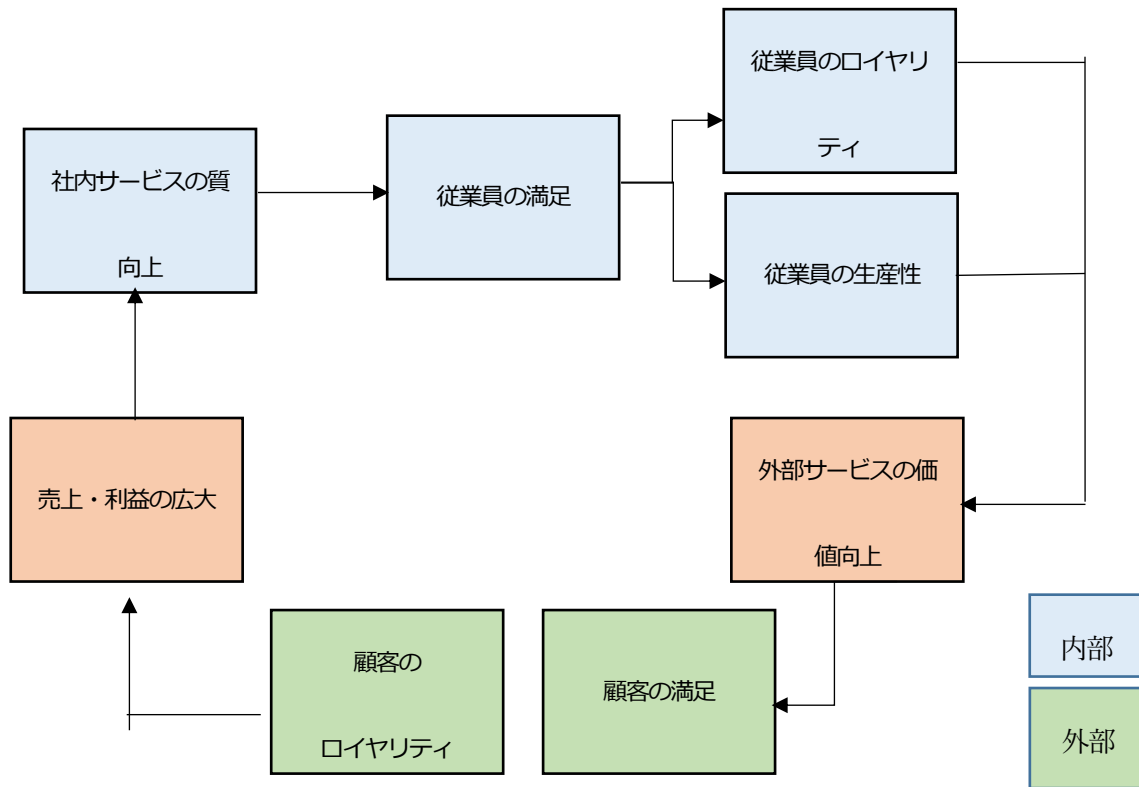 従業員のロイヤリ
ティ
社内サービスの質
向上
従業員の満足
従業員の生産性
売上・利益の広大
外部サービスの価
値向上
顧客の
ロイヤリティ
顧客の満足
内部
外部